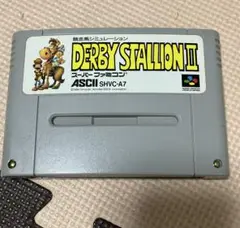 競走馬シミュレーション
DERBY STALLION III
スーパーファミコン
ASCII SHVC-A7